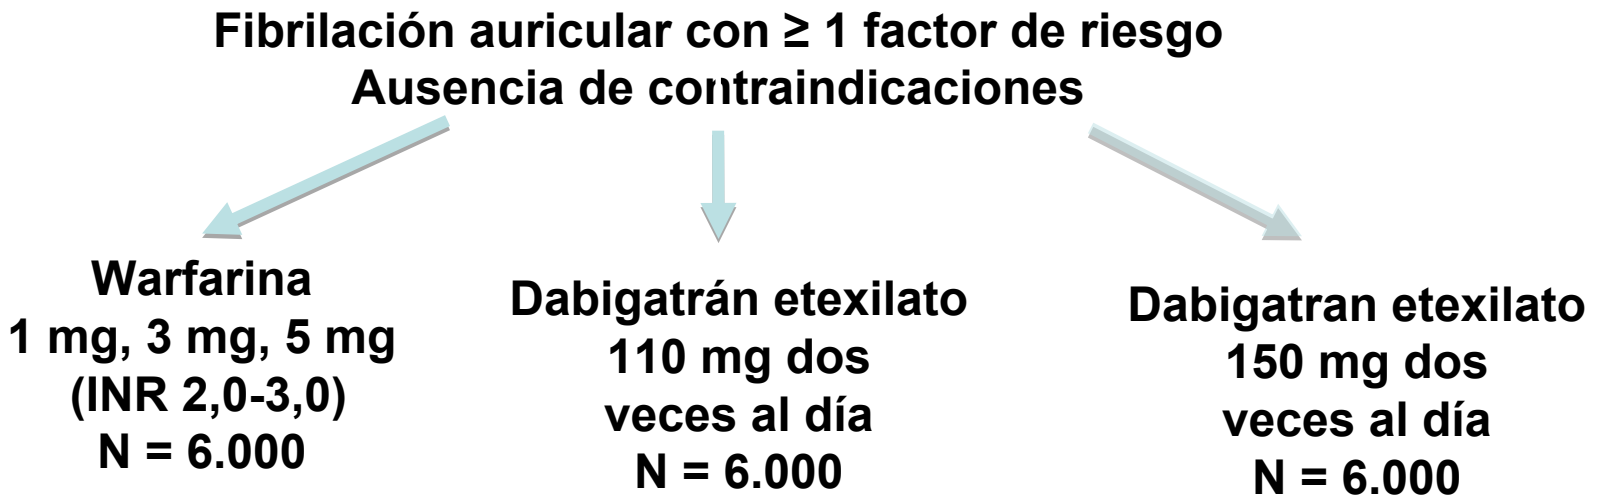 Fibrilación auricular con ≥ 1 factor de riesgo
Ausencia de contraindicaciones
Warfarina
1 mg, 3 mg, 5 mg
(INR 2,0-3,0)
N = 6.000
Dabigatrán etexilato
110 mg dos
veces al día
N = 6.000
Dabigatran etexilato
150 mg dos
veces al día
N = 6.000